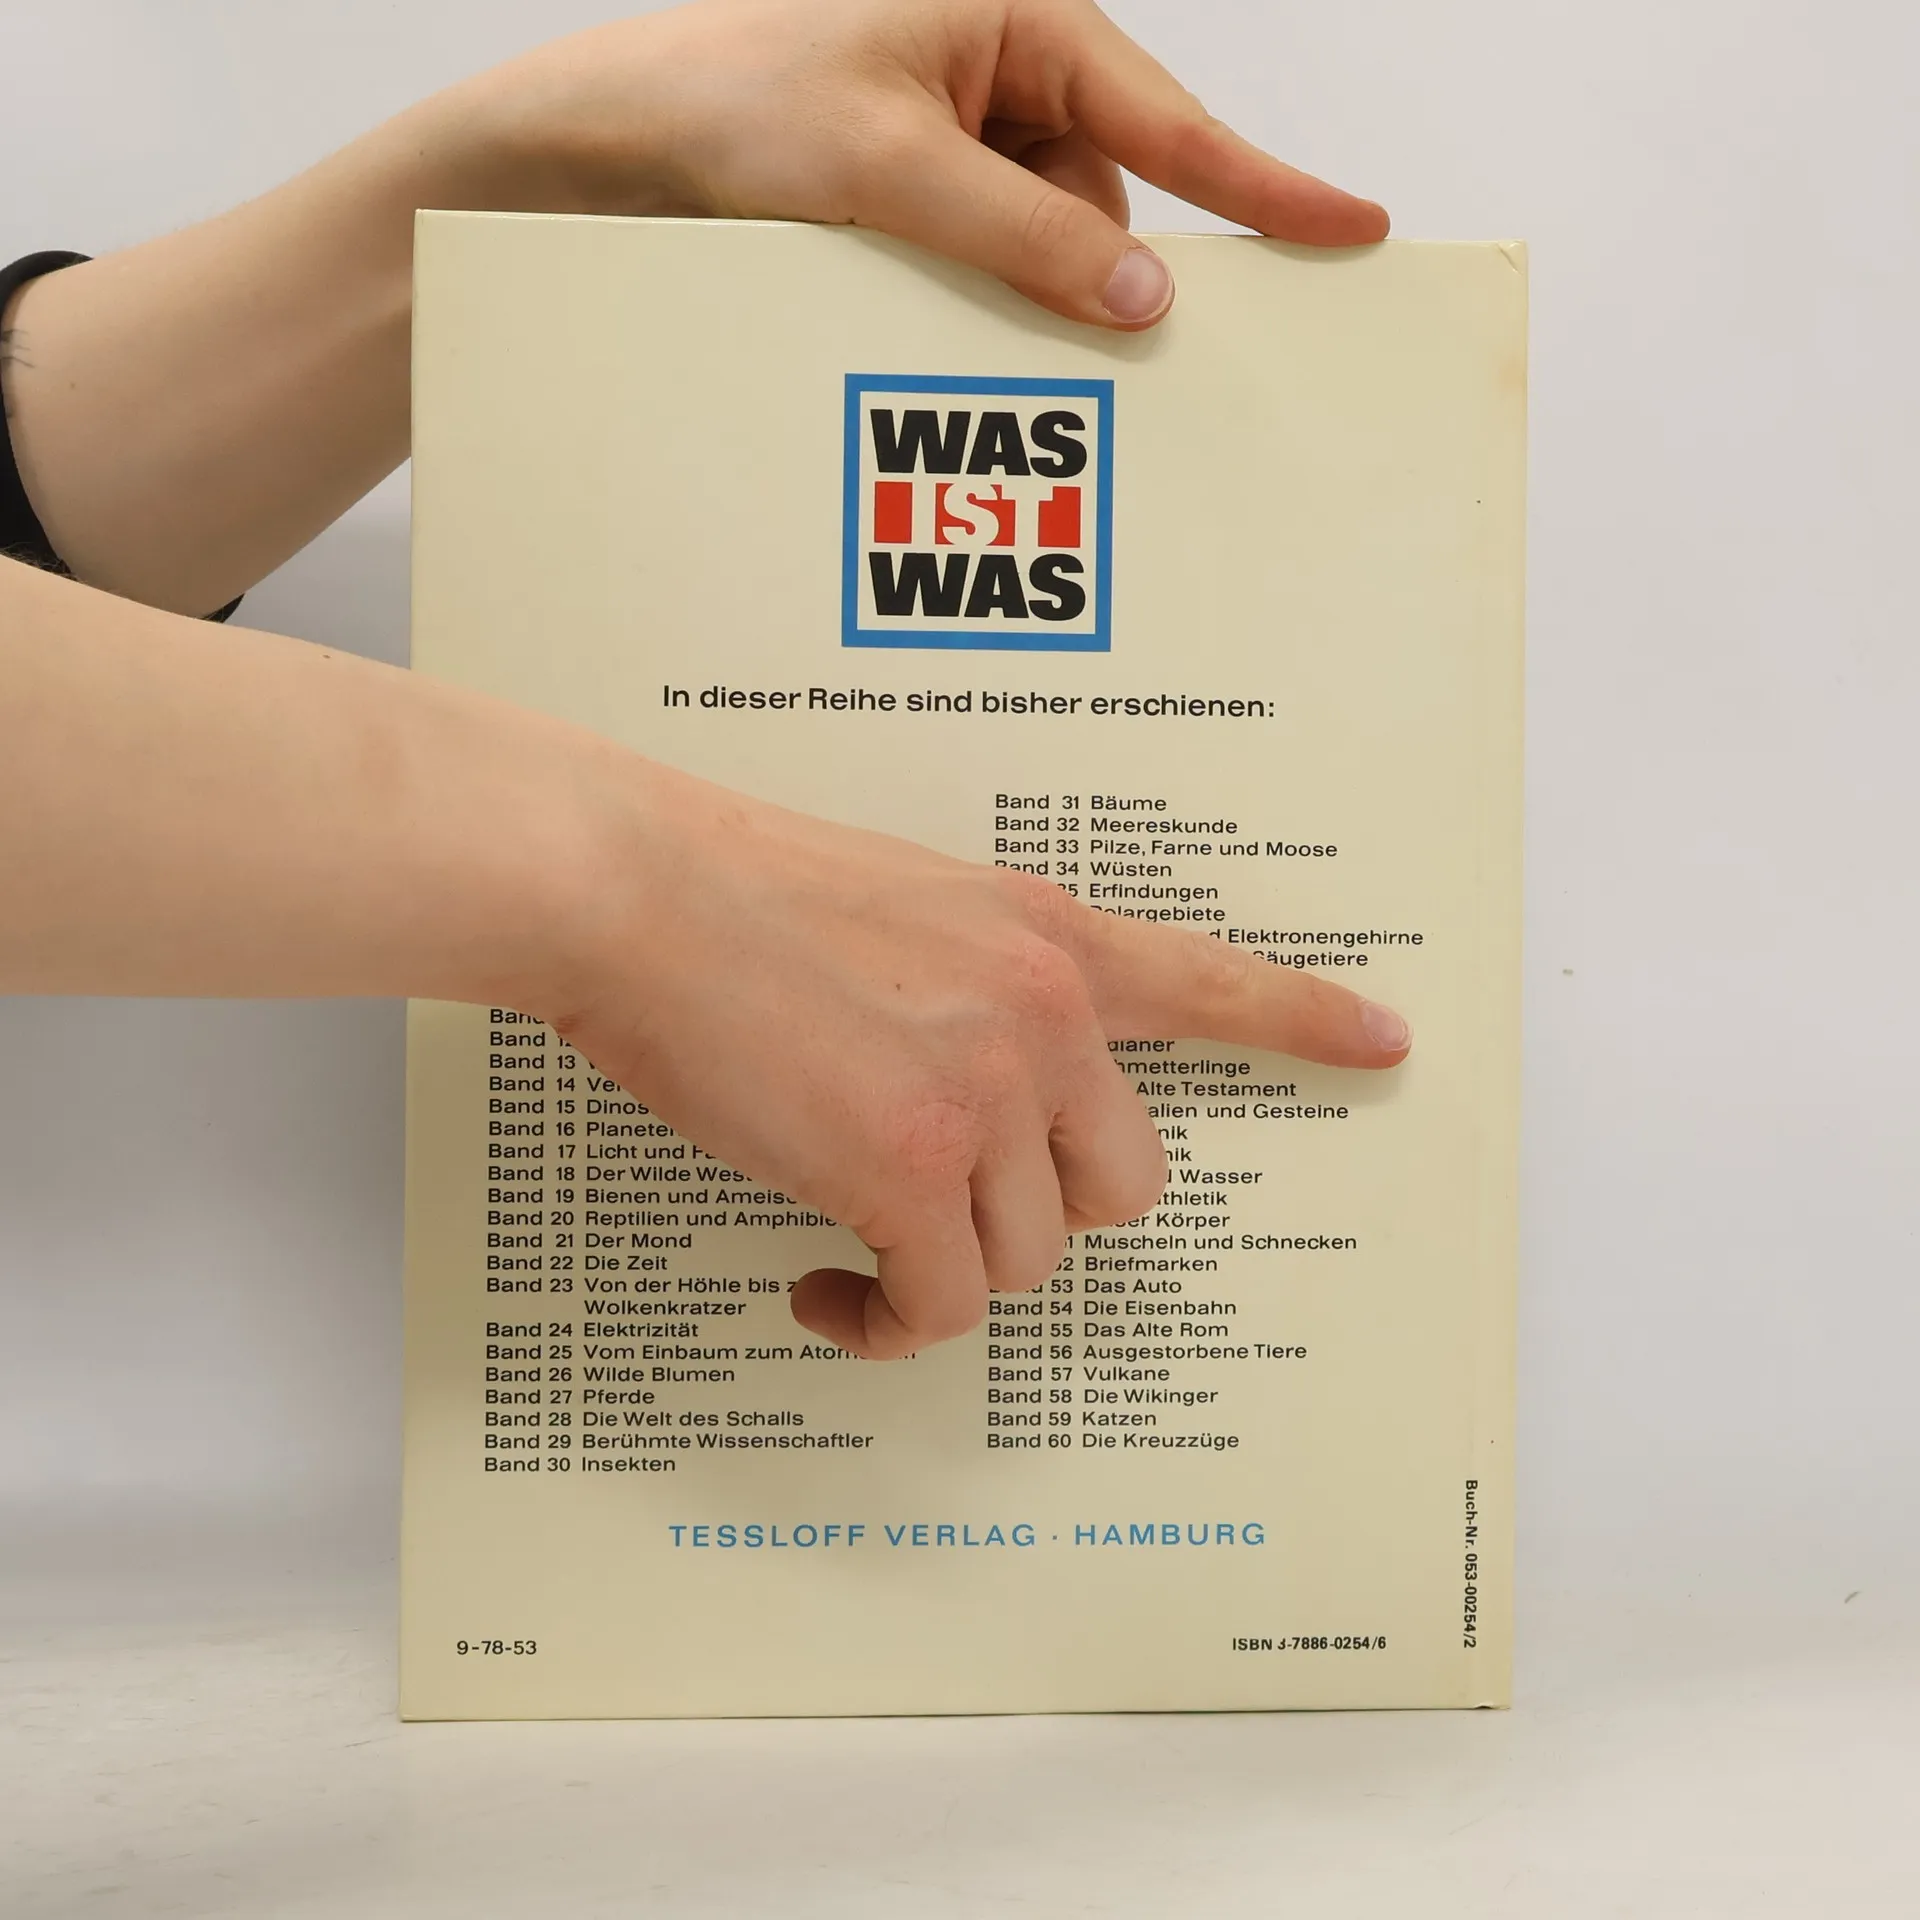 WAS
IST
WAS
In dieser Reihe sind bisher erschienen:
Band
Band
Band 13
Band 14
Band 15
Band 16
Band 17 Licht und
Band 18 Der Wilde
Band 19 Bienen und
Band 20 Reptilien und
Band 21 Der Mond
Band 22 Die Zeit
Band 23 Von der Höhle bis
Wolkenkratzer
Band 24 Elektrizität
Band 25 Vom Einbaum zum
Band 26 Wilde Blumen
Band 27 Pferde
Band 28 Die Welt des Schalls
Band 29 Berühmte Wissenschaftler
Band 30 Insekten
Band 31 Bäume
Band 32 Meereskunde
Band 33 Pilze, Farne und Moose
Band 34 Wüsten
Erfindungen
Polargebiete
Elektronengehirne
Säugetiere
Alte Testament
und Gesteine
Wasser
Körper
Muscheln und Schnecken
Briefmarken
53 Das Auto
Band 54 Die Eisenbahn
Band 55 Das Alte Rom
Band 56 Ausgestorbene Tiere
Band 57 Vulkane
Band 58 Die Wikinger
Band 59 Katzen
Band 60 Die Kreuzzüge
TESSLOFF VERLAG · HAMBURG
9-78-53
ISBN 3-7886-0254/6
Buch-Nr. 053-00254/2